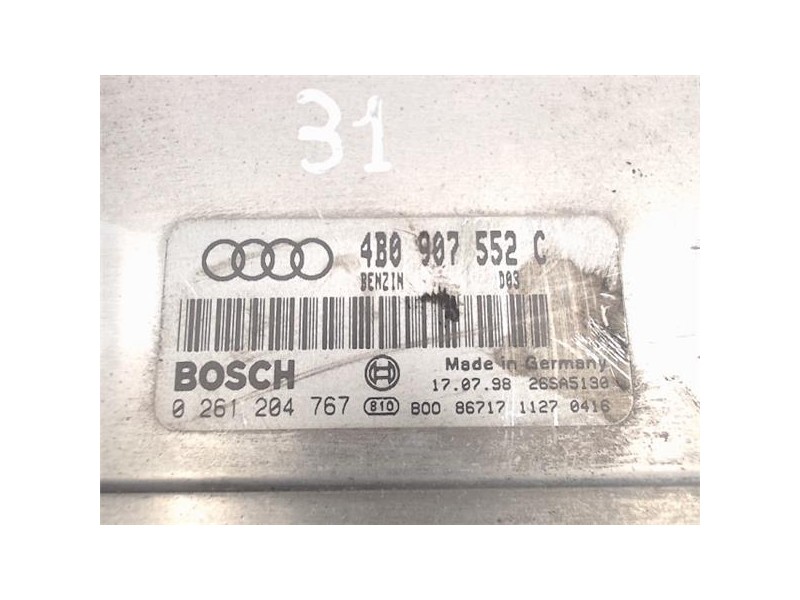 31
4B0 907 552 C
BENZIN D03
BOSCH
Made in Germany
17.07.98 26SA5130
0 261 204 767 810 800 86717 1127 0416